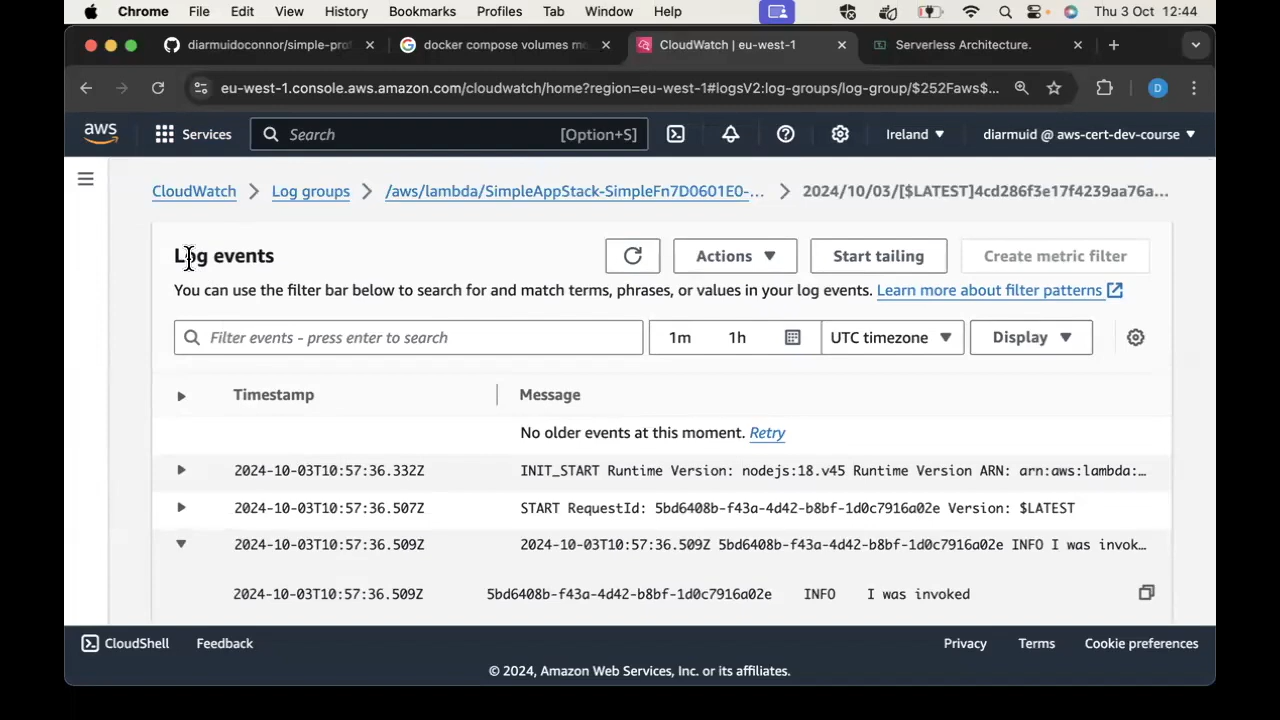 Chrome File Edit View History Bookmarks Profiles Tab Window Help Thu 3 Oct 12:44
diarmuidoconnor/simple-prot docker compose volumes mo CloudWatch | eu-west-1 Serverless Architecture.
eu-west-1.console.aws.amazon.com/cloudwatch/home?region=eu-west-1#logsV2:log-groups/log-group/$252Faws$... D
aws Services Search [Option+S] Ireland diarmuid @ aws-cert-dev-course
CloudWatch Log groups /aws/lambda/SimpleAppStack-SimpleFn7D0601E0-... 2024/10/03/[$LATEST]4cd286f3e17f4239aa76a...
Log events Actions Start tailing Create metric filter
You can use the filter bar below to search for and match terms, phrases, or values in your log events. Learn more about filter patterns
Filter events - press enter to search 1m 1h UTC timezone Display
Timestamp Message
No older events at this moment. Retry
2024-10-03T10:57:36.332Z INIT_START Runtime Version: nodejs:18.v45 Runtime Version ARN: arn:aws:lambda:...
2024-10-03T10:57:36.507Z START RequestId: 5bd6408b-f43a-4d42-b8bf-1d0c7916a02e Version: $LATEST
2024-10-03T10:57:36.509Z 2024-10-03T10:57:36.509Z 5bd6408b-f43a-4d42-b8bf-1d0c7916a02e INFO I was invok...
2024-10-03T10:57:36.509Z 5bd6408b-f43a-4d42-b8bf-1d0c7916a02e INFO I was invoked
CloudShell Feedback Privacy Terms Cookie preferences
© 2024, Amazon Web Services, Inc. or its affiliates.